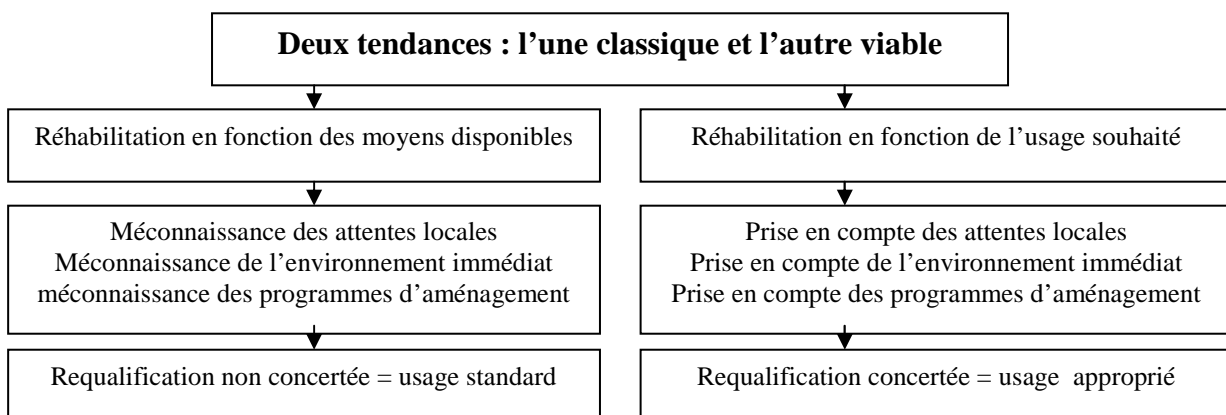 Deux tendances : l’une classique et l’autre viable
Réhabilitation en fonction des moyens disponibles
Réhabilitation en fonction de l’usage souhaité
Méconnaissance des attentes locales
Méconnaissance de l’environnement immédiat
méconnaissance des programmes d’aménagement
Prise en compte des attentes locales
Prise en compte de l’environnement immédiat
Prise en compte des programmes d’aménagement
Requalification non concertée = usage standard
Requalification concertée = usage  approprié